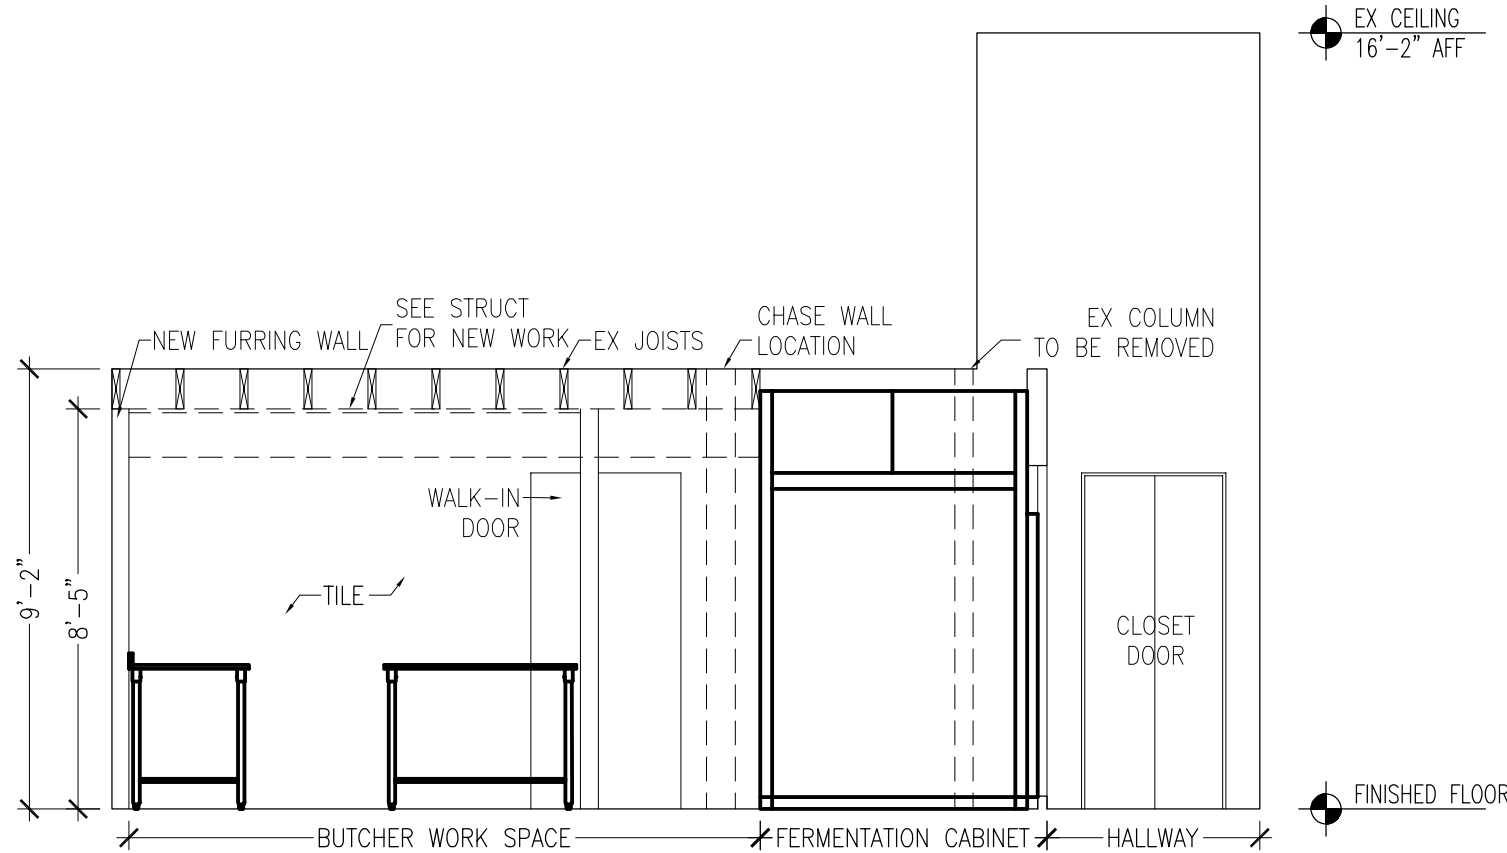 EX CEILING
16'-2" AFF
SEE STRUCT
FOR NEW WORK
NEW FURRING WALL
EX JOISTS
CHASE WALL
LOCATION
EX COLUMN
TO BE REMOVED
WALK-IN
DOOR
TILE
9'-2"
8'-5"
CLOSET
DOOR
FINISHED FLOOR
BUTCHER WORK SPACE
FERMENTATION CABINET
HALLWAY